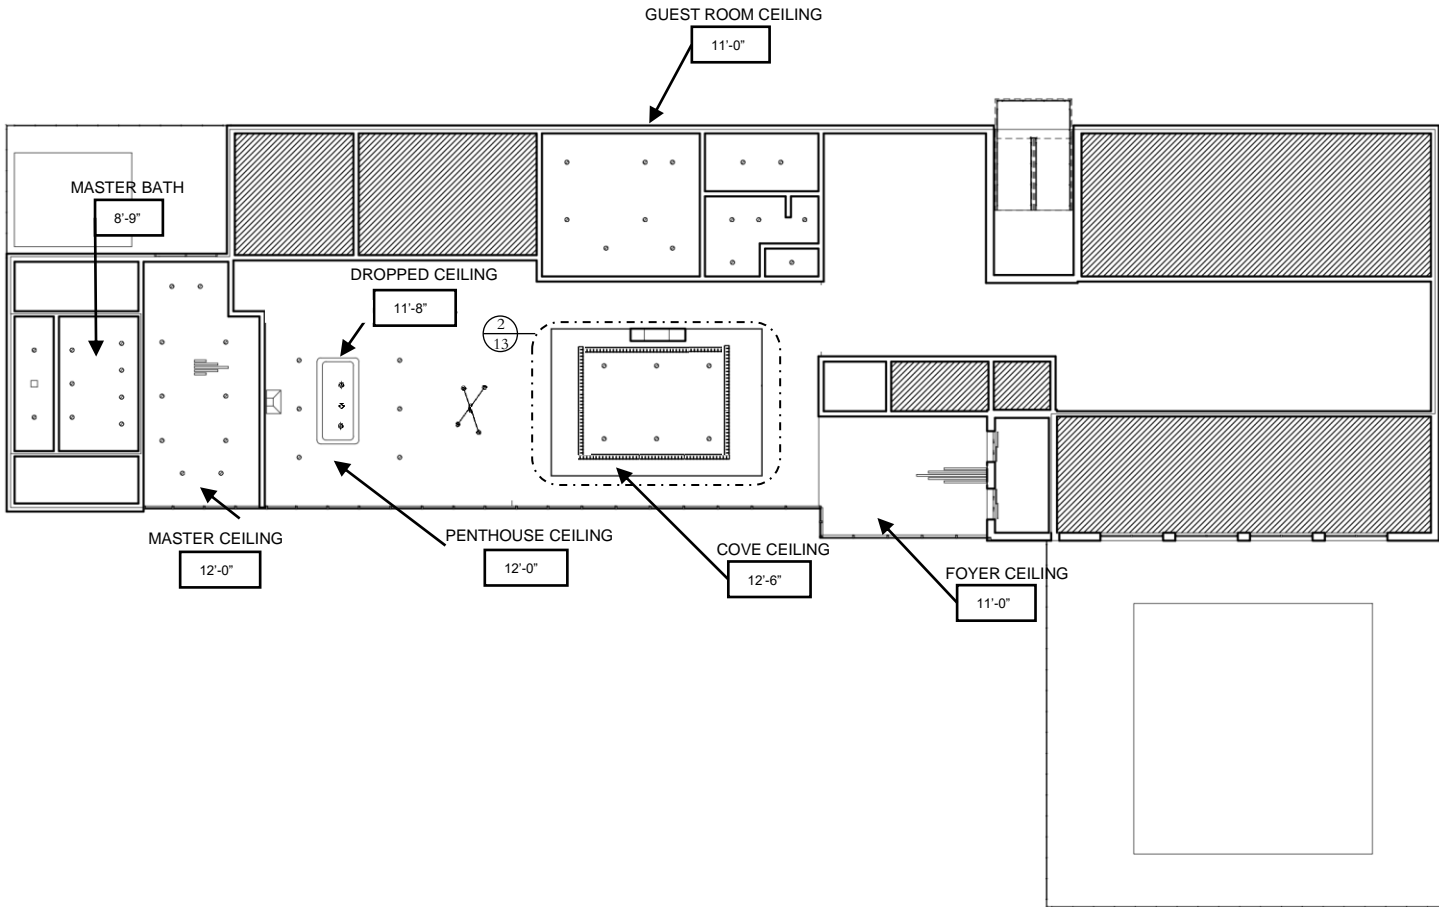 GUEST ROOM CEILING
11'-0"
MASTER BATH
8'-9"
DROPPED CEILING
11'-8"
2
13
MASTER CEILING
12'-0"
PENTHOUSE CEILING
12'-0"
COVE CEILING
12'-6"
FOYER CEILING
11'-0"